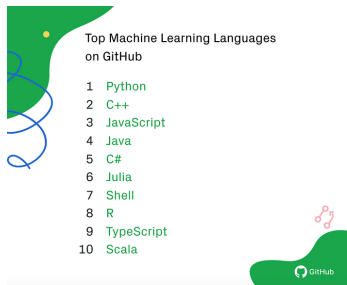 Top Machine Learning Languages
on GitHub
1 Python
2 C++
3 JavaScript
4 Java
5 C#
6 Julia
7 Shell
8 R
9 TypeScript
10 Scala
GitHub